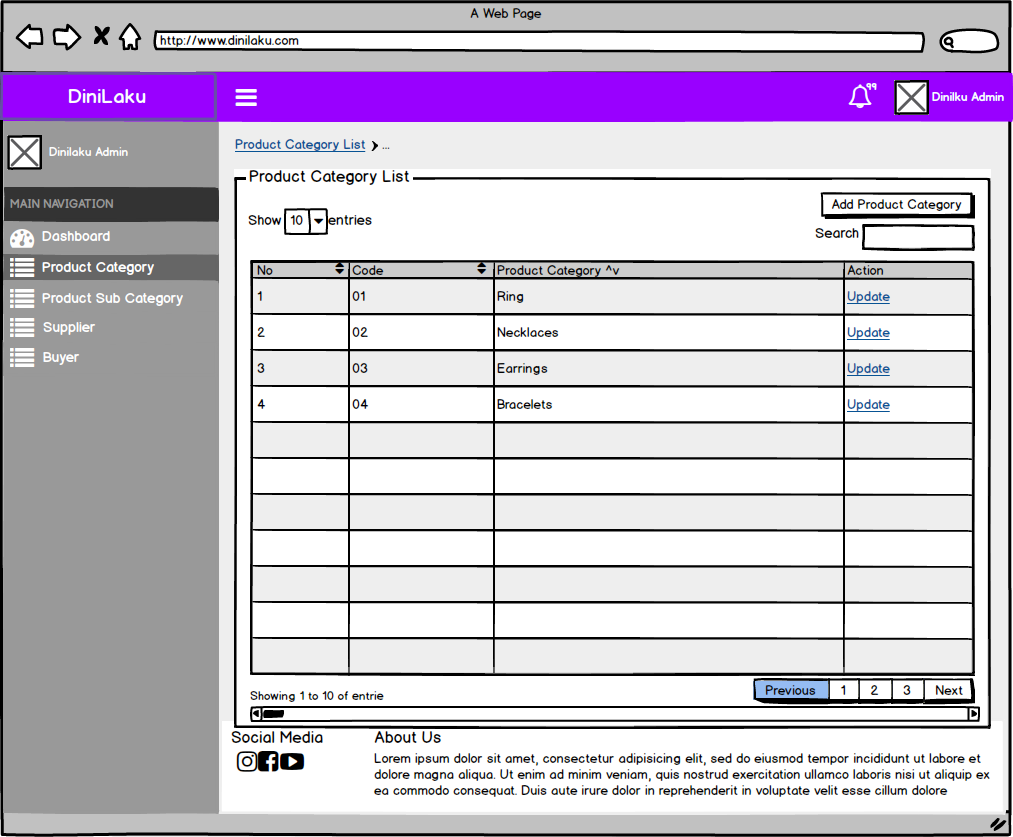 A Web Page
http://www.dinilaku.com
DiniLaku
99
Dinilku Admin
Dinilaku Admin
MAIN NAVIGATION
Dashboard
Product Category
Product Sub Category
Supplier
Buyer
Product Category List ...
Product Category List
Add Product Category
Show 10 entries
Search
No Code Product Category ^v Action
1 01 Ring Update
2 02 Necklaces Update
3 03 Earrings Update
4 04 Bracelets Update
Showing 1 to 10 of entrie
Previous 1 2 3 Next
Social Media
About Us
Lorem ipsum dolor sit amet, consectetur adipisicing elit, sed do eiusmod tempor incididunt ut labore et
dolore magna aliqua. Ut enim ad minim veniam, quis nostrud exercitation ullamco laboris nisi ut aliquip ex
ea commodo consequat. Duis aute irure dolor in reprehenderit in voluptate velit esse cillum dolore